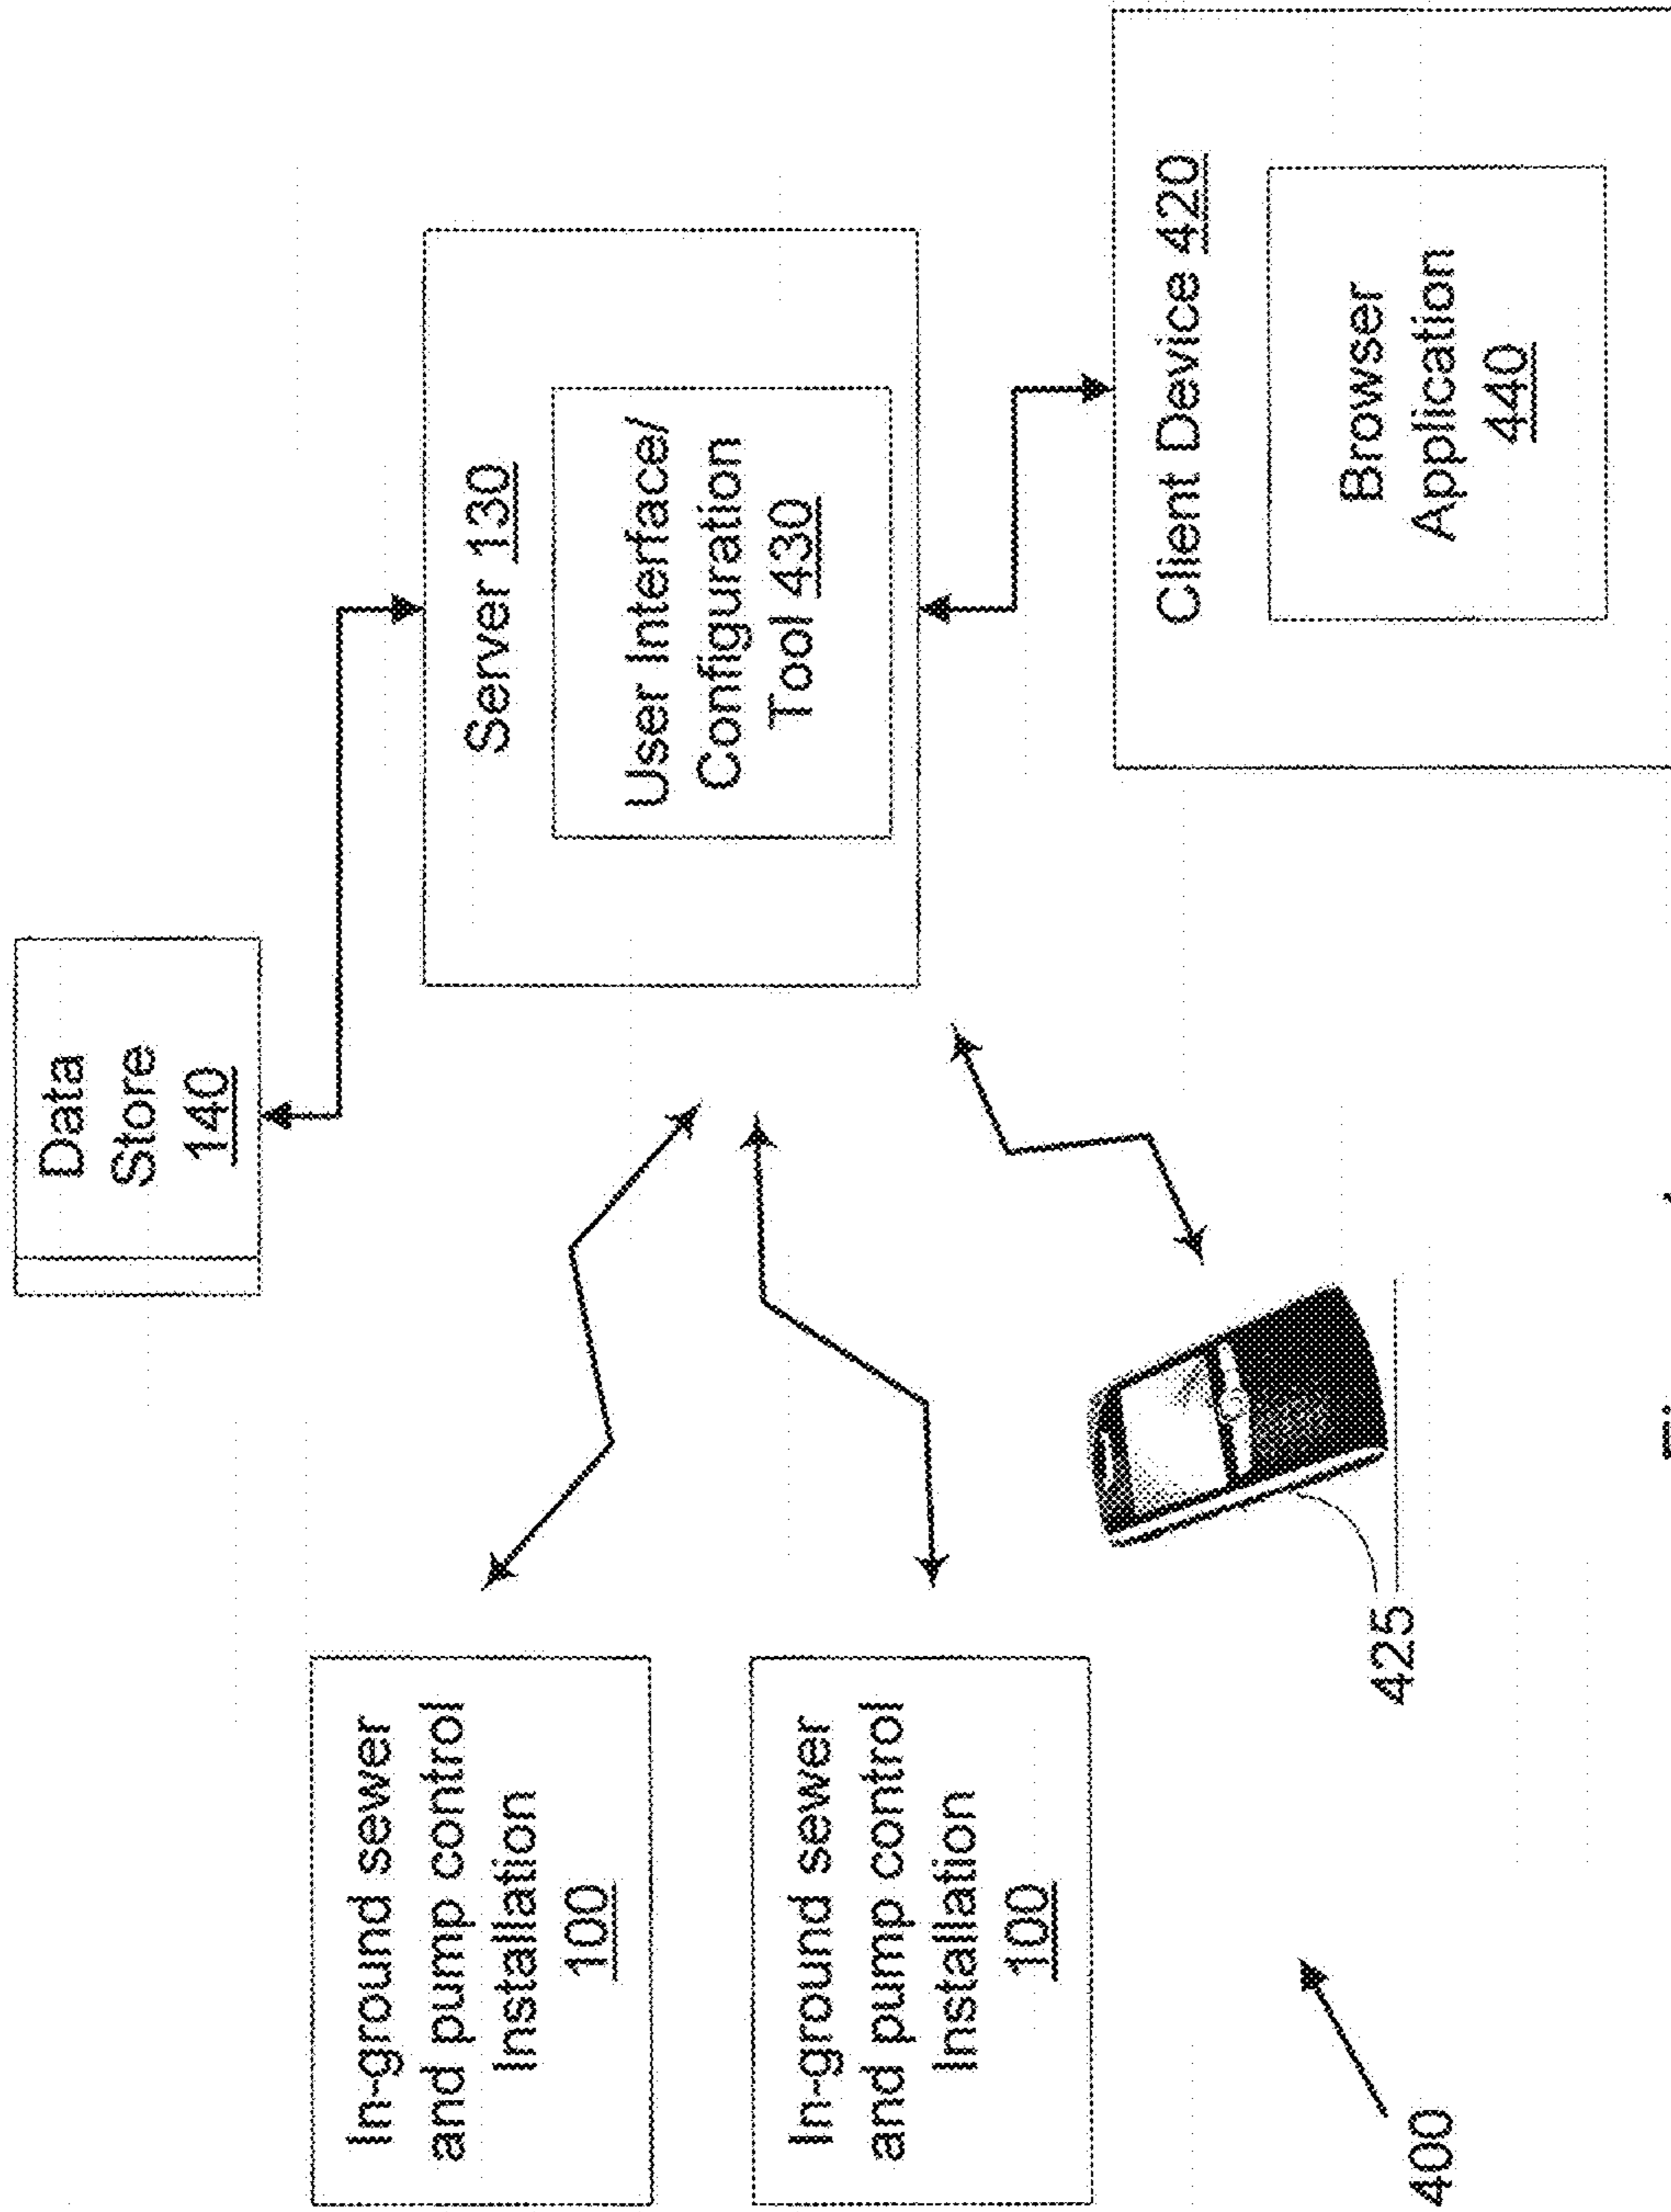 Data
Store
140
Server 130
User Interface/
Configuration
Tool 430
Client Device 420
Browser
Application
440
In-ground sewer
and pump control
Installation
100
In-ground sewer
and pump control
Installation
100
425
400